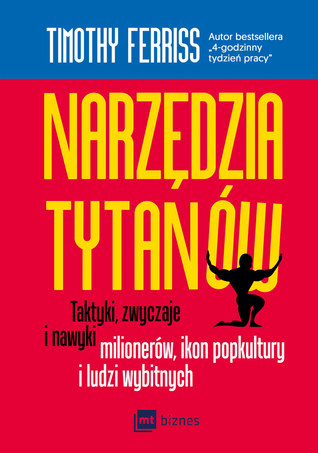 TIMOTHY FERRISS
Autor bestsellera
„4-godzinny
tydzień pracy”
NARZĘDZIA
TYTANÓW
Taktyki, zwyczaje
i nawyki
milionerów, ikon popkultury
i ludzi wybitnych
mt biznes